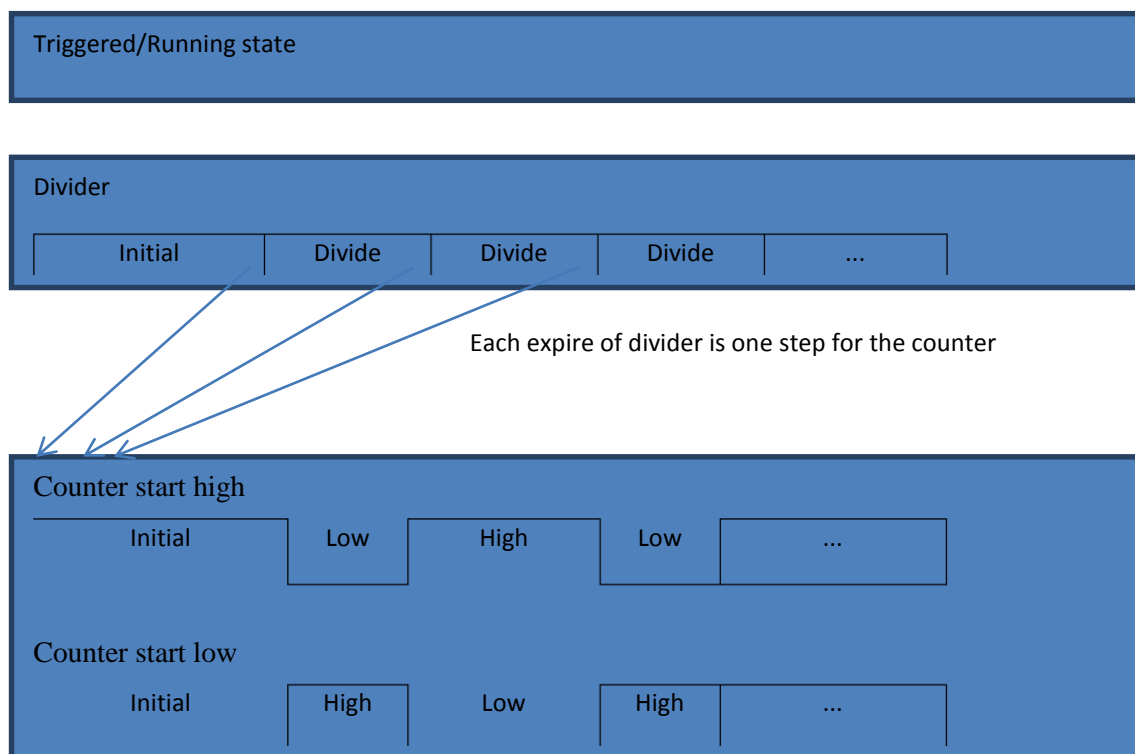 Triggered/Running state
Divider
Initial Divide Divide Divide ...
Each expire of divider is one step for the counter
Counter start high
Initial Low High Low ...
Counter start low
Initial High Low High ...